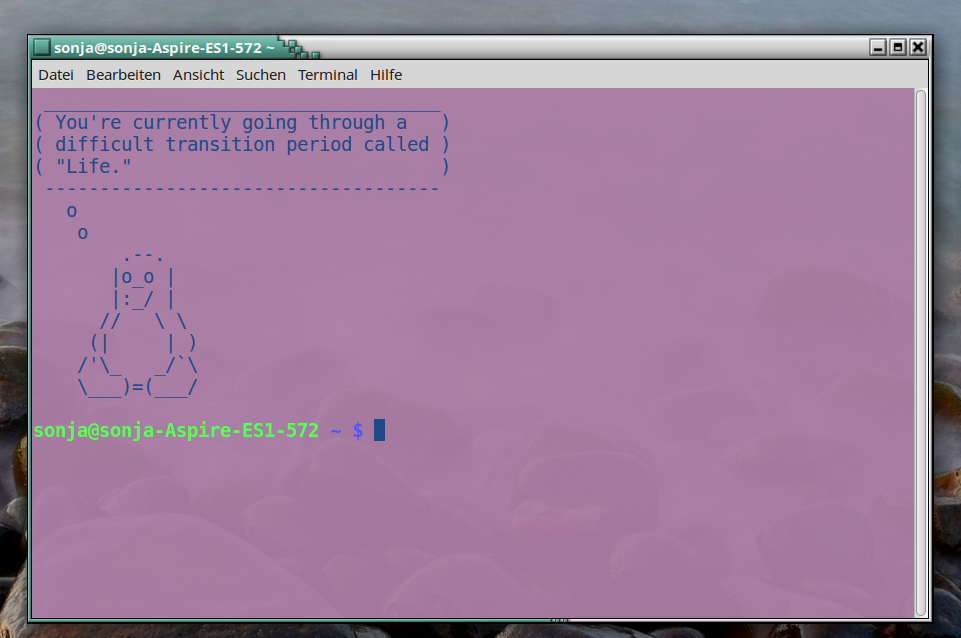 sonja@sonja-Aspire-ES1-572 ~
Datei Bearbeiten Ansicht Suchen Terminal Hilfe
 ____________________________________
( You're currently going through a   )
( difficult transition period called )
( "Life."                            )
 ------------------------------------
   o
    o
        .--.
       |o_o |
       |:_/ |
      //   \ \
     (|     | )
    /'\_   _/`\
    \___)=(___/
sonja@sonja-Aspire-ES1-572 ~ $